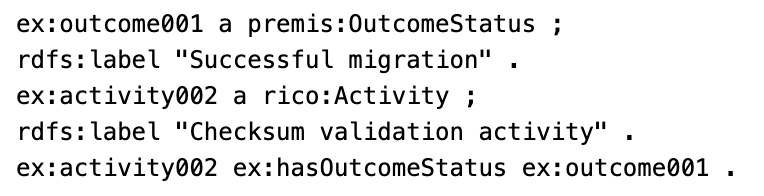 ex:outcome001 a premis:OutcomeStatus ;
rdfs:label "Successful migration" .
ex:activity002 a rico:Activity ;
rdfs:label "Checksum validation activity" .
ex:activity002 ex:hasOutcomeStatus ex:outcome001 .